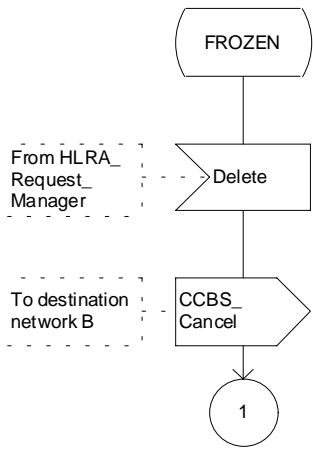 FROZEN
From HLRA_
Request_
Manager
Delete
To destination
network B
CCBS_
Cancel
1